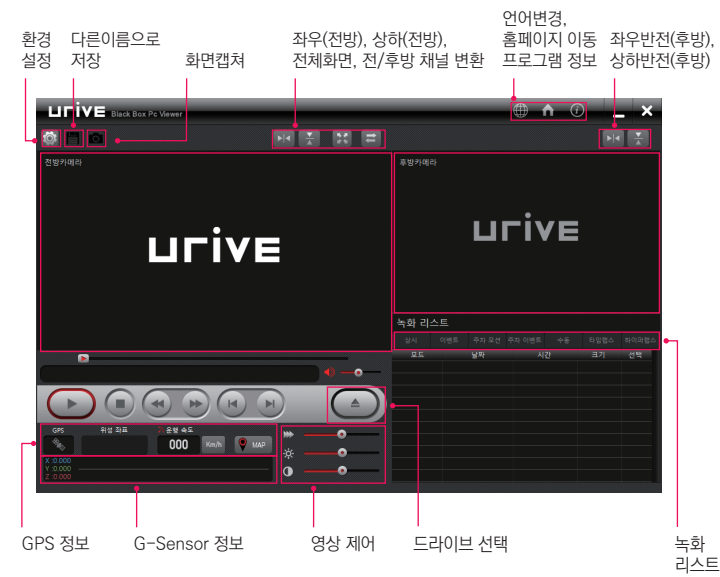 환경
설정
다른이름으로
저장
화면캡쳐
좌우(전방), 상하(전방),
전체화면, 전/후방 채널 변환
언어변경,
홈페이지 이동
프로그램 정보
좌우반전(후방),
상하반전(후방)
urive Black Box Pc Viewer
전방카메라
urive
후방카메라
urive
녹화 리스트
상시 이벤트 주차 모션 주차 이벤트 수동 타임랩스 하이퍼랩스
모드 날짜 시간 크기 선택
GPS 위성 좌표 운행 속도
000 Km/h MAP
X :0.000
Y :0.000
Z :0.000
GPS 정보
G-Sensor 정보
영상 제어
드라이브 선택
녹화
리스트